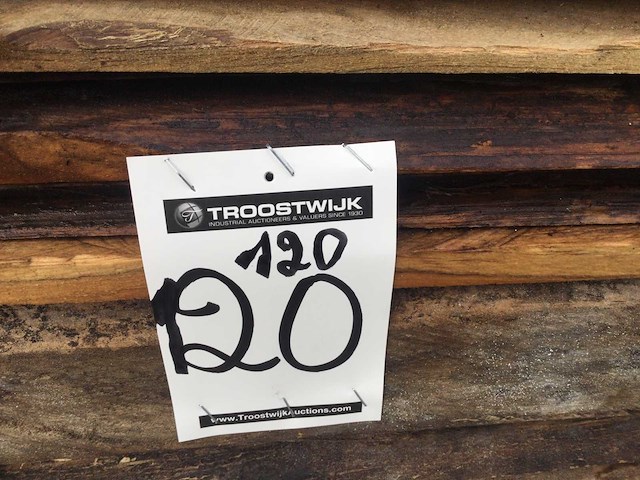 TROOSTWIJK
INDUSTRIAL AUCTIONEERS & VALUERS SINCE 1930
120
120
www.TroostwijkAuctions.com